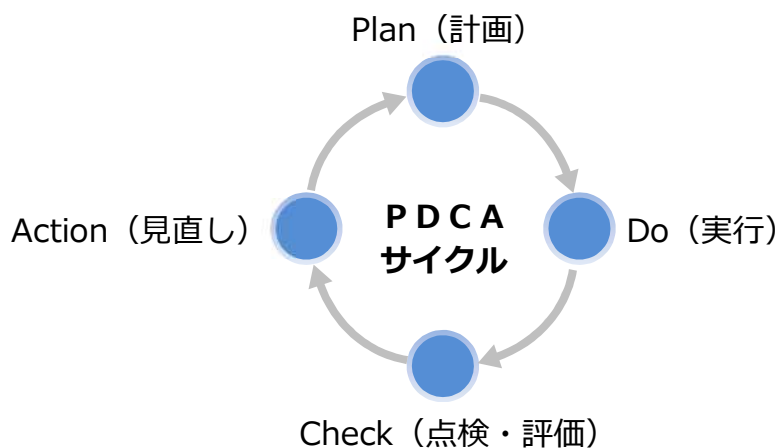 Plan（計画）
Action（見直し）
ＰＤＣＡ
サイクル
Do（実行）
Check（点検・評価）